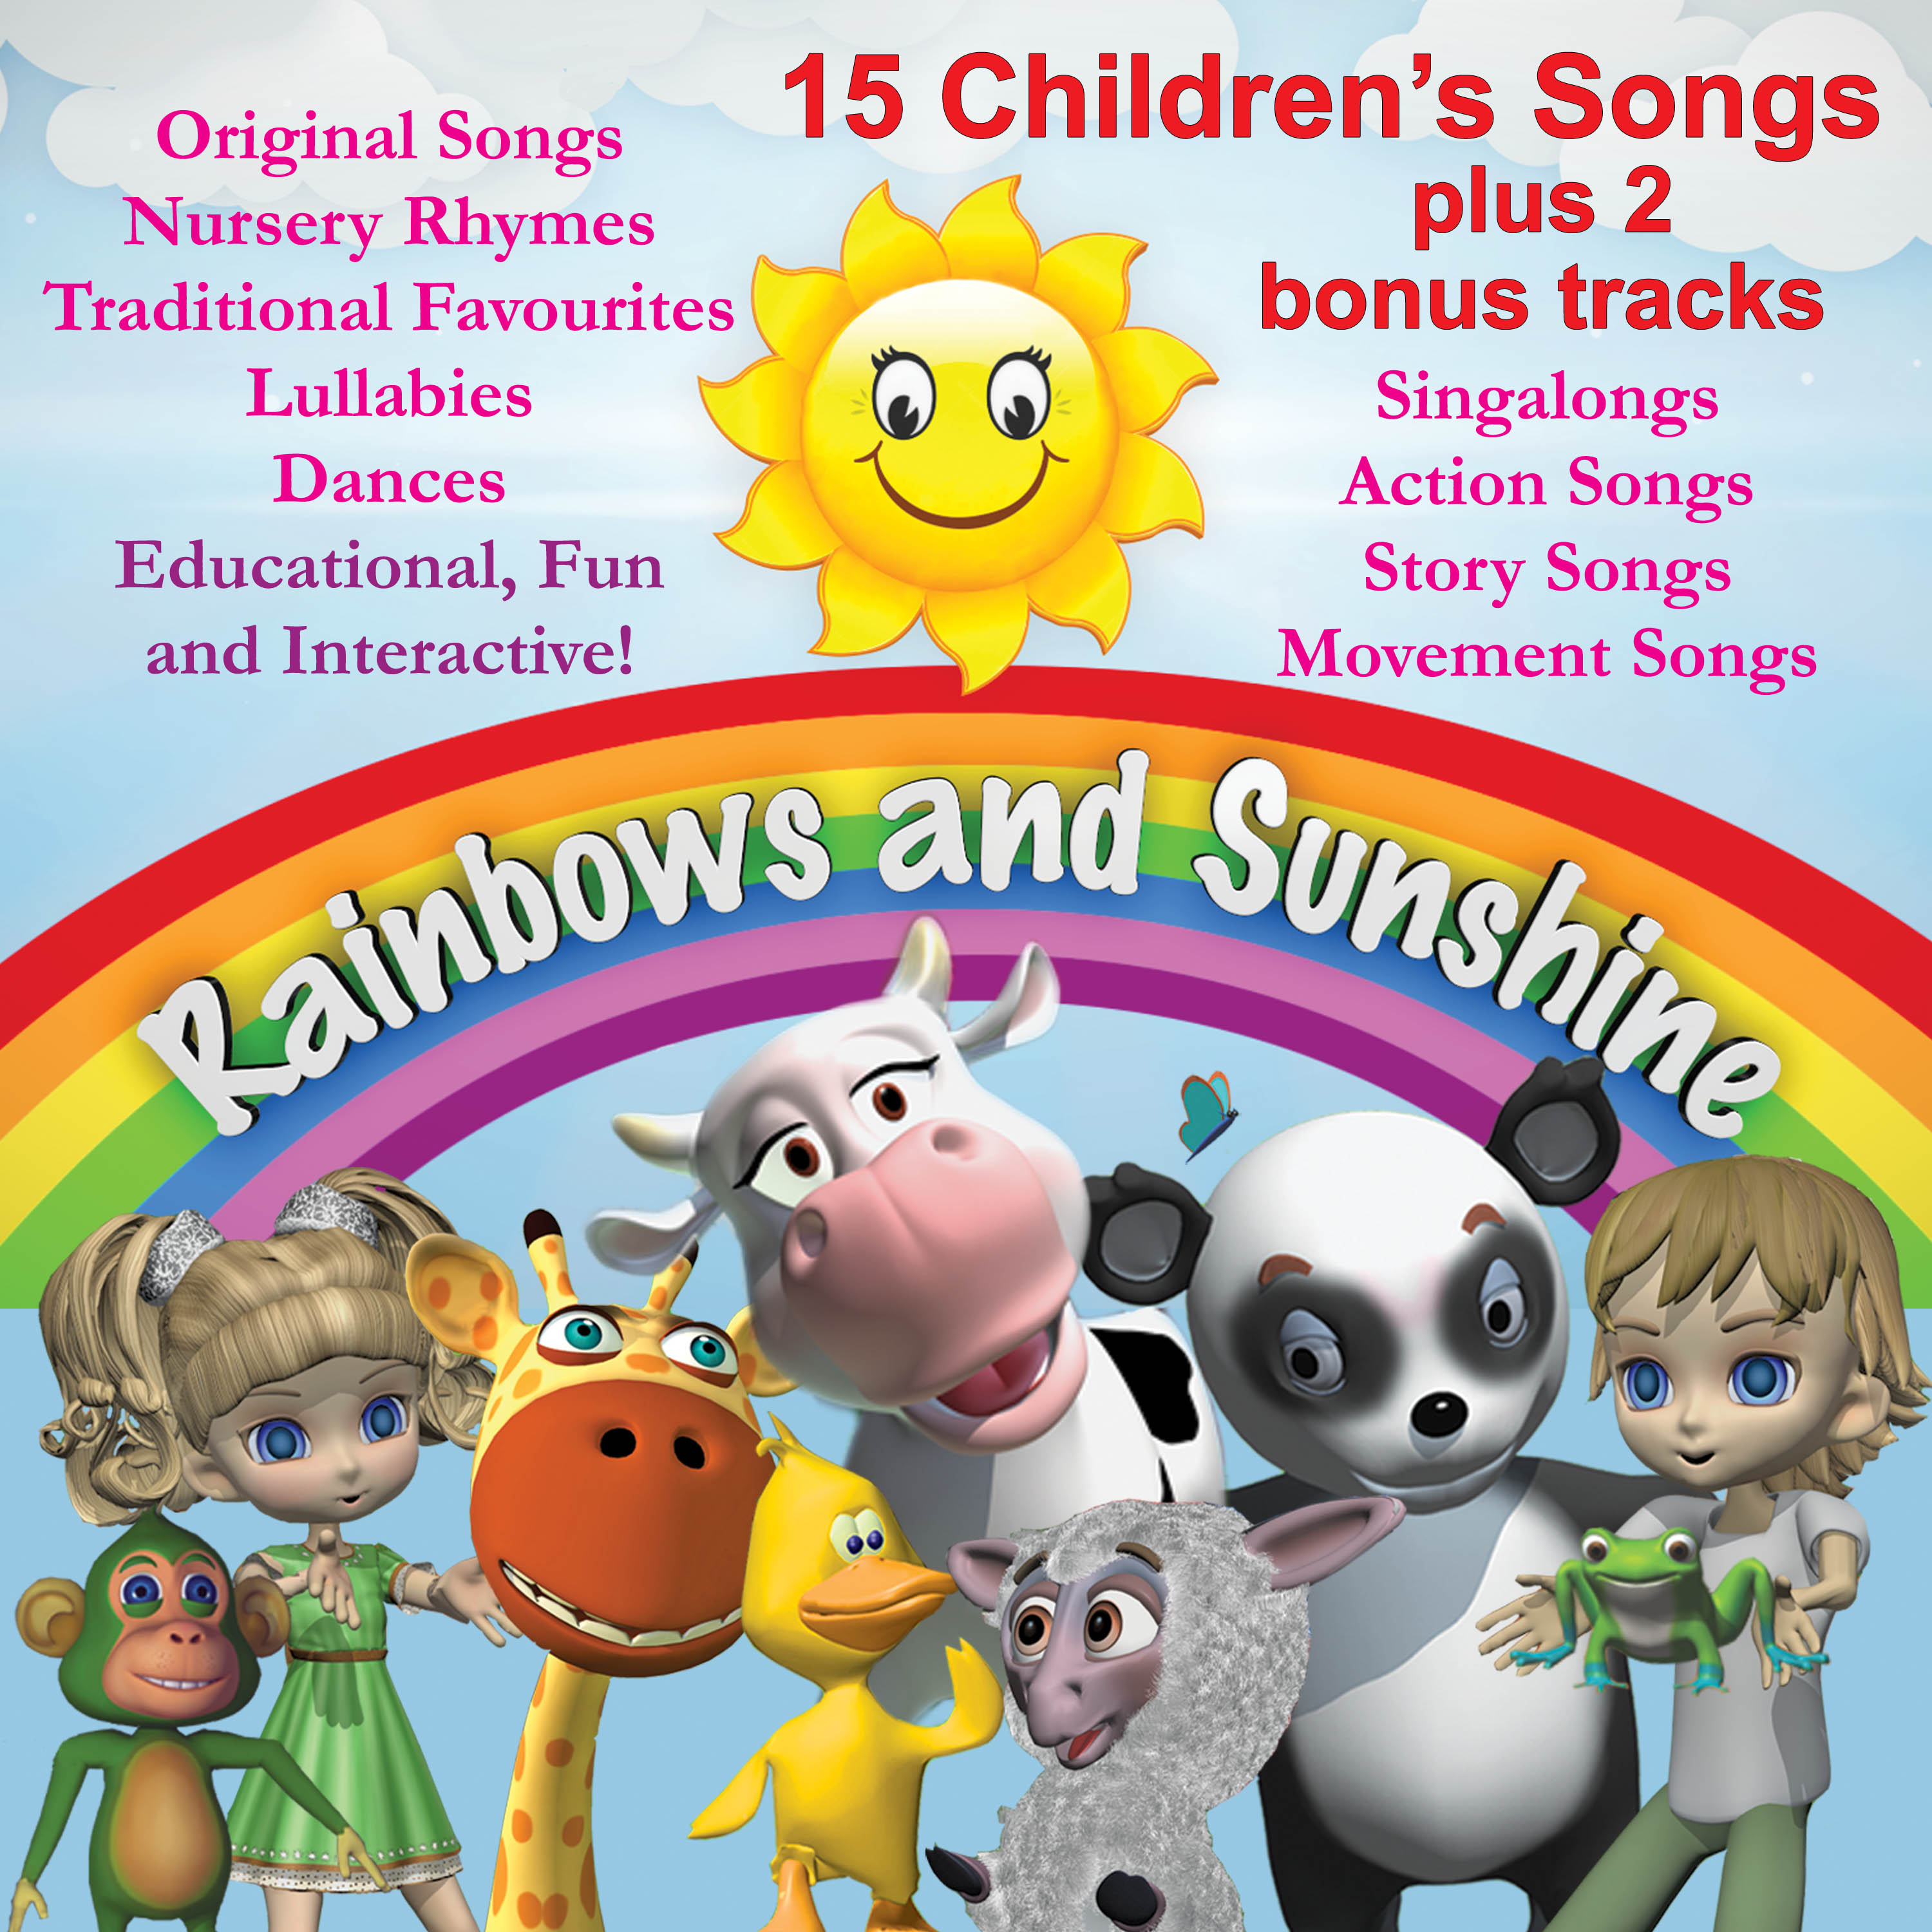 Original Songs
Nursery Rhymes
Traditional Favourites
Lullabies
Dances
Educational, Fun
and Interactive!
15 Children’s Songs
plus 2
bonus tracks
Singalongs
Action Songs
Story Songs
Movement Songs
Rainbows and Sunshine